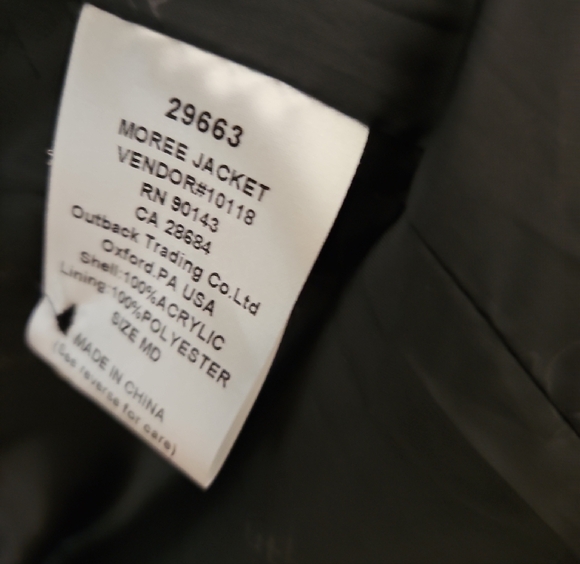 29663
MOREE JACKET
VENDOR#10118
RN 90143
CA 28684
Outback Trading Co.Ltd
Oxford.PA USA
Shell:100%ACRYLIC
Lining:100%POLYESTER
SIZE MD
MADE IN CHINA
(See reverse for care)